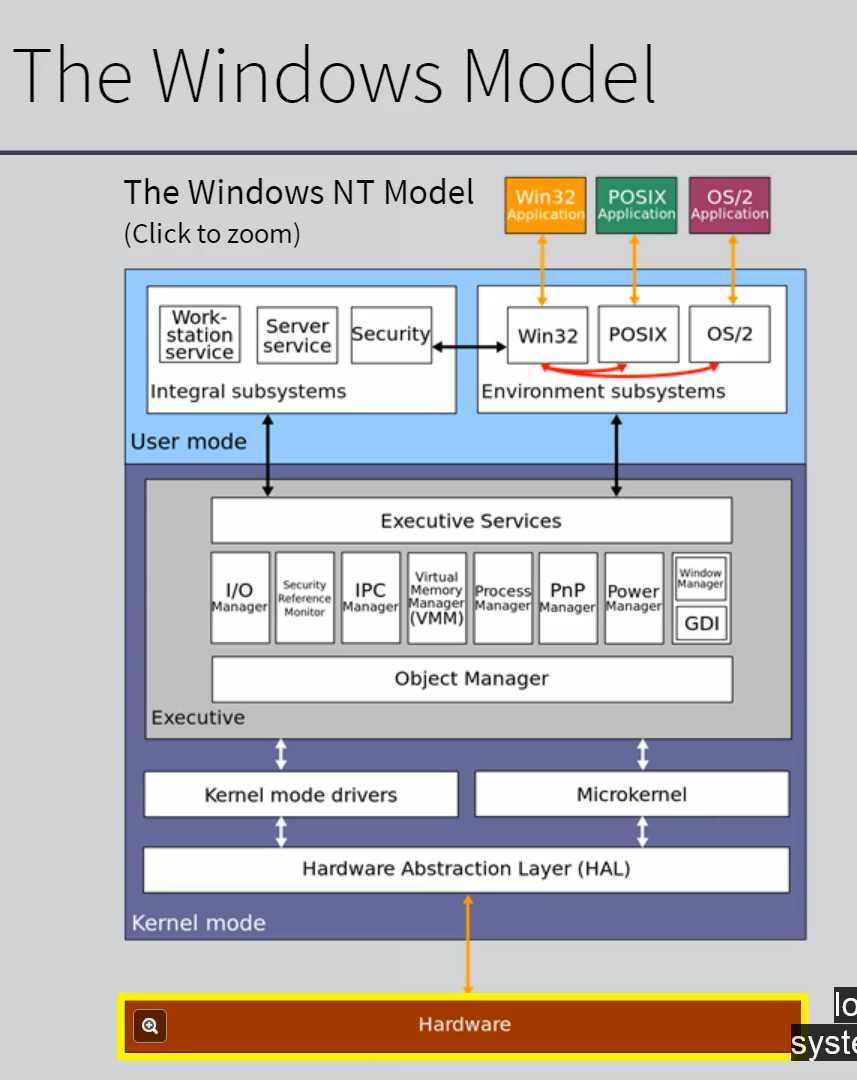 The Windows Model
The Windows NT Model
(Click to zoom)
Win32
Application
POSIX
Application
OS/2
Application
Work-
station
service
Server
service
Security
Integral subsystems
Win32
POSIX
OS/2
Environment subsystems
User mode
Executive Services
I/O
Manager
Security
Reference
Monitor
IPC
Manager
Virtual
Memory
Manager
(VMM)
Process
Manager
PnP
Manager
Power
Manager
Window
Manager
GDI
Object Manager
Executive
Kernel mode drivers
Microkernel
Hardware Abstraction Layer (HAL)
Kernel mode
Hardware